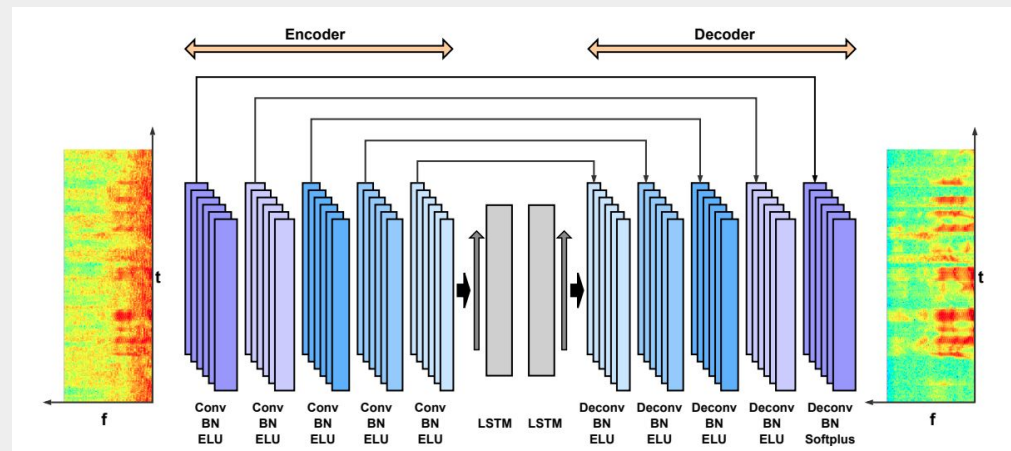 Encoder
Decoder
t
t
f
Conv
BN
ELU
Conv
BN
ELU
Conv
BN
ELU
Conv
BN
ELU
Conv
BN
ELU
LSTM
LSTM
Deconv
BN
ELU
Deconv
BN
ELU
Deconv
BN
ELU
Deconv
BN
ELU
Deconv
BN
Softplus
f